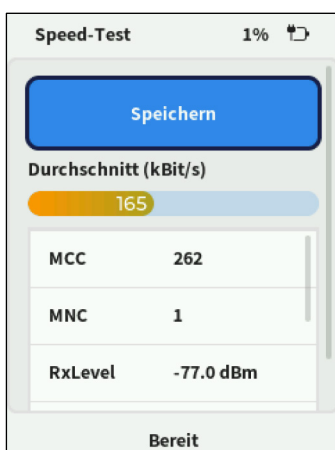 Speed-Test 1%
Speichern
Durchschnitt (kBit/s)
165
MCC 262
MNC 1
RxLevel -77.0 dBm
Bereit